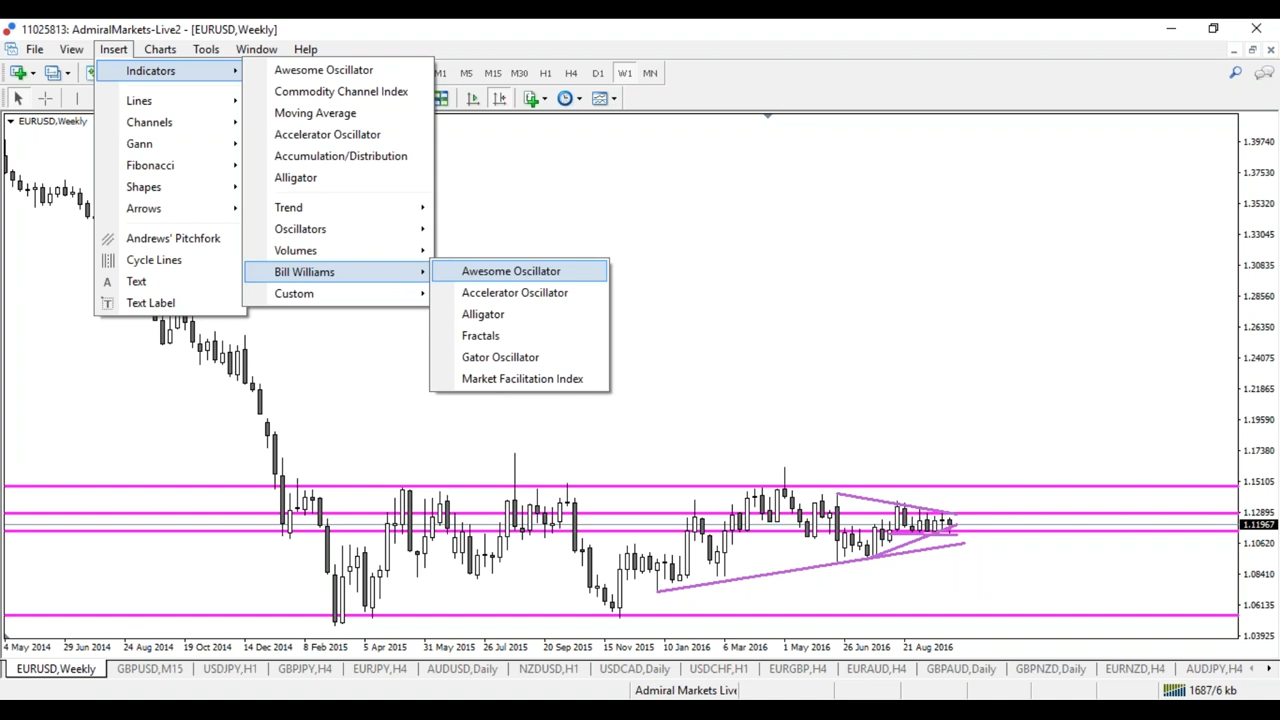 11025813: AdmiralMarkets-Live2 - [EURUSD,Weekly]
File View Insert Charts Tools Window Help
M1 M5 M15 M30 H1 H4 D1 W1 MN
EURUSD,Weekly
Indicators
Lines
Channels
Gann
Fibonacci
Shapes
Arrows
Andrews' Pitchfork
Cycle Lines
A Text
T Text Label
Awesome Oscillator
Commodity Channel Index
Moving Average
Accelerator Oscillator
Accumulation/Distribution
Alligator
Trend
Oscillators
Volumes
Bill Williams
Custom
Awesome Oscillator
Accelerator Oscillator
Alligator
Fractals
Gator Oscillator
Market Facilitation Index
1.39740
1.37530
1.35320
1.33045
1.30835
1.28560
1.26350
1.24075
1.21865
1.19590
1.17380
1.15105
1.12895
1.11967
1.10620
1.08410
1.06135
1.03925
4 May 2014 29 Jun 2014 24 Aug 2014 19 Oct 2014 14 Dec 2014 8 Feb 2015 5 Apr 2015 31 May 2015 26 Jul 2015 20 Sep 2015 15 Nov 2015 10 Jan 2016 6 Mar 2016 1 May 2016 26 Jun 2016 21 Aug 2016
EURUSD,Weekly GBPUSD,M15 USDJPY,H1 GBPJPY,H4 EURJPY,H4 AUDUSD,Daily NZDUSD,H1 USDCAD,Daily USDCHF,H1 EURGBP,H4 EURAUD,H4 GBPAUD,Daily GBPNZD,Daily EURNZD,H4 AUDJPY,H4
Admiral Markets Live 1687/6 kb